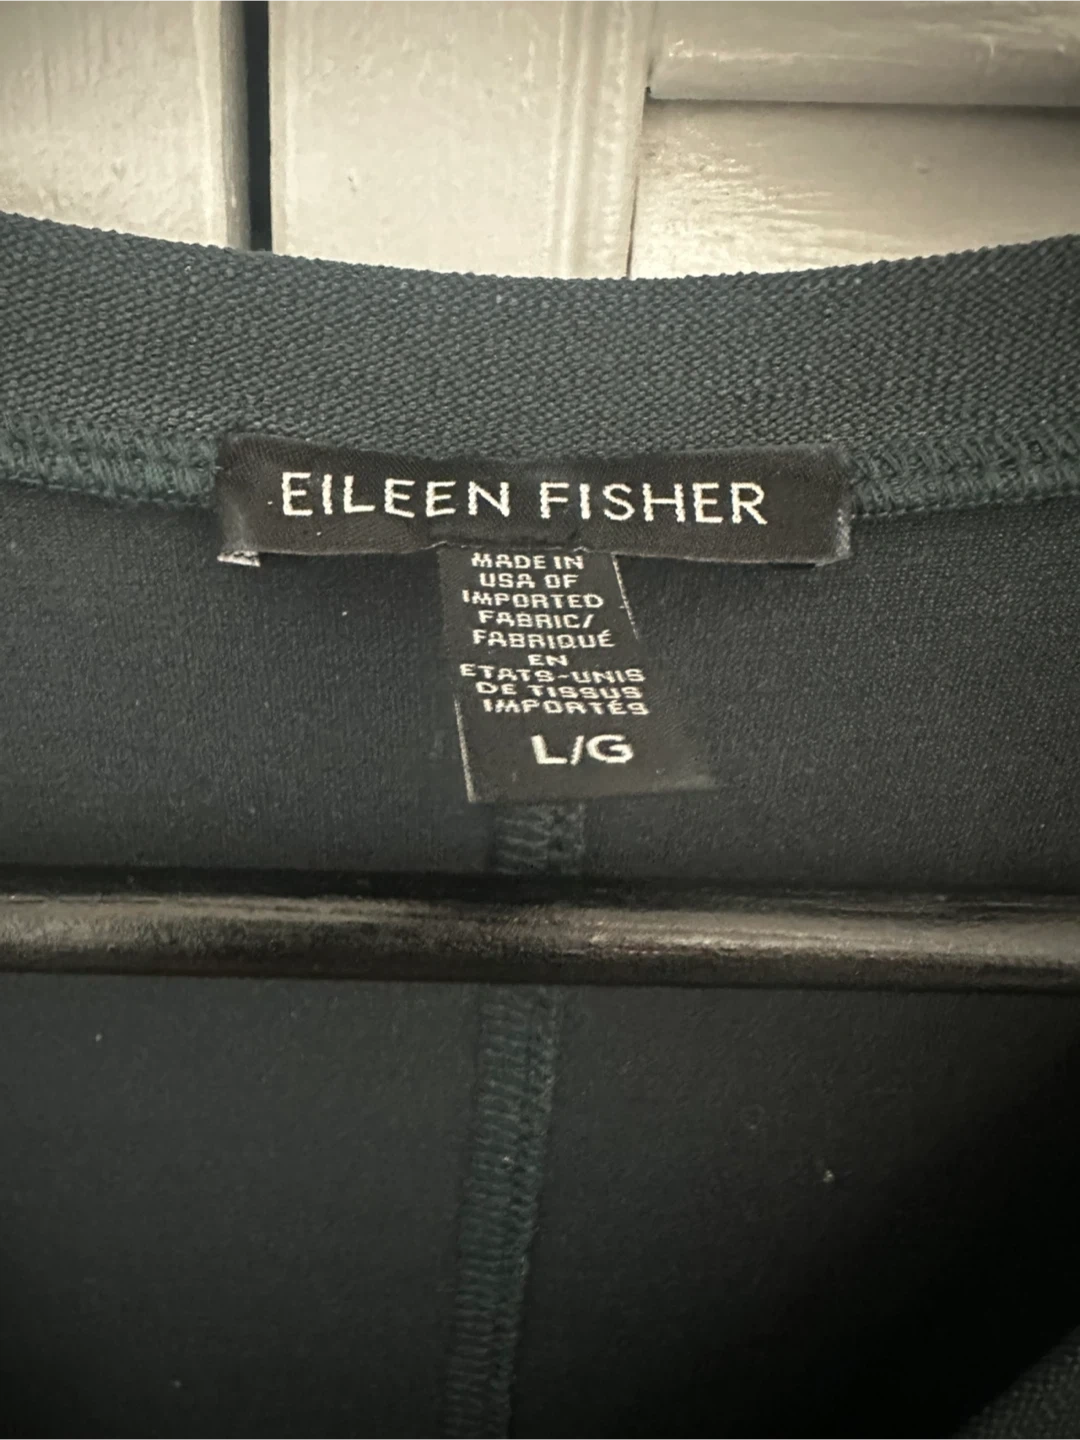 EILEEN FISHER
MADE IN
USA OF
IMPORTED
FABRIC/
FABRIQUÉ
EN
ETATS-UNIS
DE TISSUS
IMPORTÉS
L/G